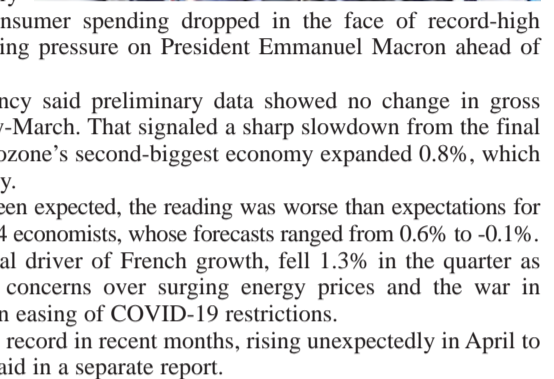 y
nsumer spending dropped in the face of record-high
ing pressure on President Emmanuel Macron ahead of
ncy said preliminary data showed no change in gross
y-March. That signaled a sharp slowdown from the final
ozone's second-biggest economy expanded 0.8%, which
y.
een expected, the reading was worse than expectations for
4 economists, whose forecasts ranged from 0.6% to -0.1%.
al driver of French growth, fell 1.3% in the quarter as
concerns over surging energy prices and the war in
n easing of COVID-19 restrictions.
record in recent months, rising unexpectedly in April to
aid in a separate report.